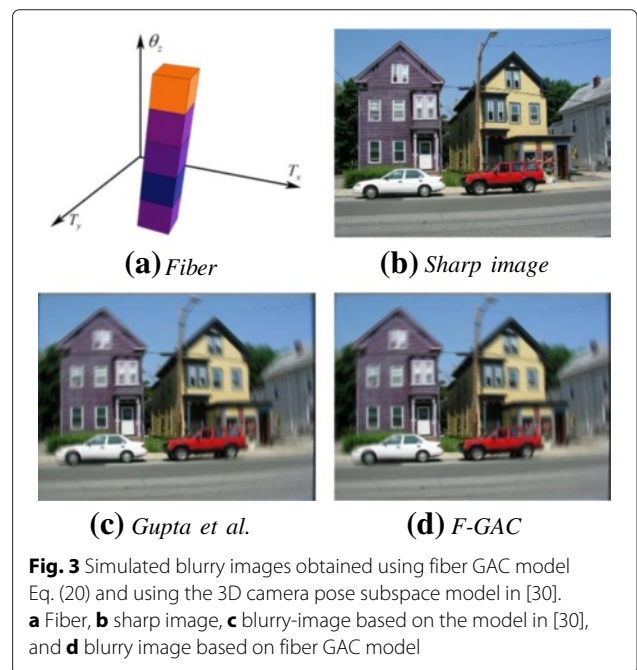 θz
Tx
Ty
(a) Fiber
(b) Sharp image
(c) Gupta et al.
(d) F-GAC
Fig. 3 Simulated blurry images obtained using fiber GAC model
Eq. (20) and using the 3D camera pose subspace model in [30].
a Fiber, b sharp image, c blurry-image based on the model in [30],
and d blurry image based on fiber GAC model